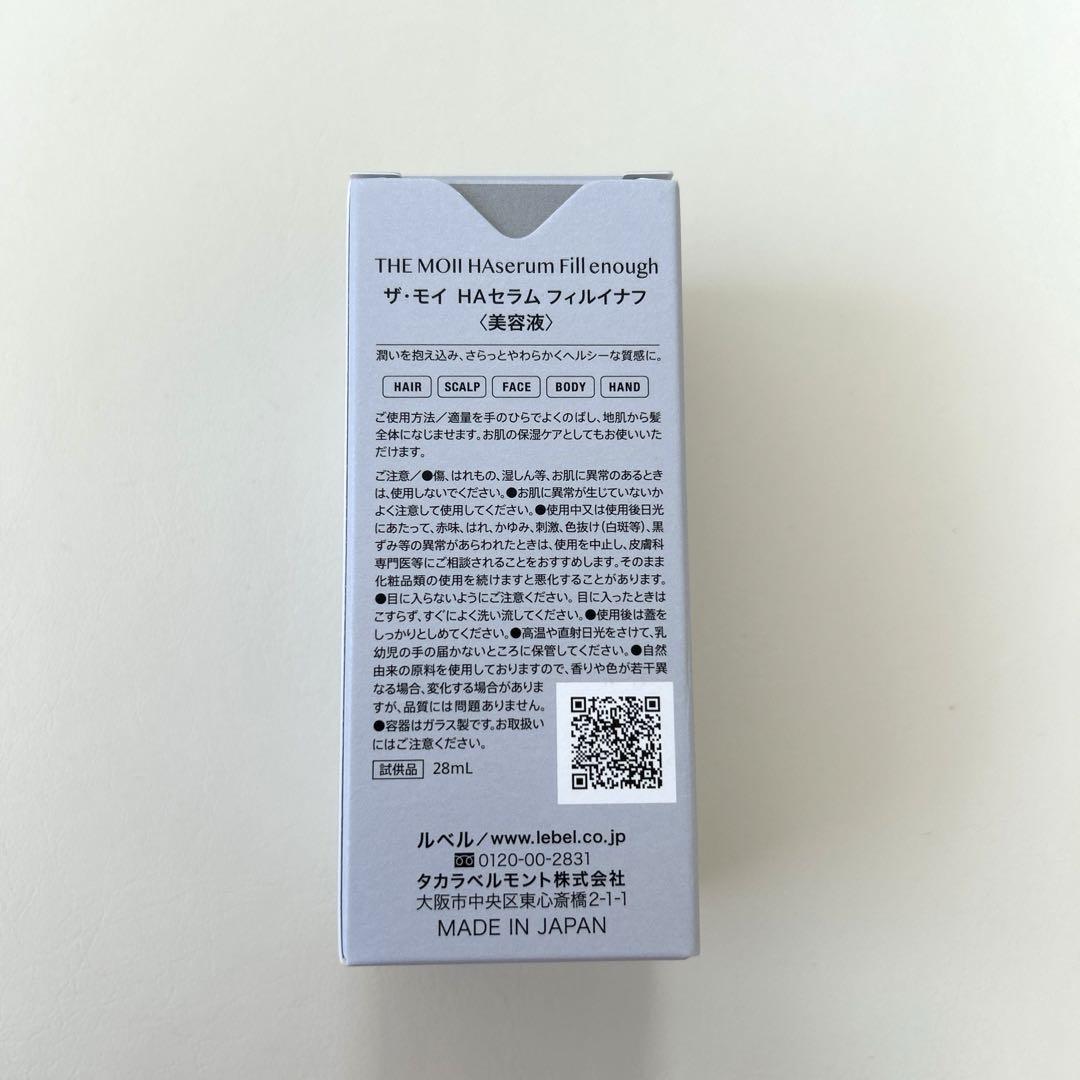 THE MOII HAserum Fill enough
ザ・モイ HAセラム フィルイナフ
〈美容液〉
潤いを抱え込み、さらっとやわらかくヘルシーな質感に。
HAIR SCALP FACE BODY HAND
ご使用方法／適量を手のひらでよくのばし、地肌から髪
全体になじませます。お肌の保湿ケアとしてもお使いいた
だけます。
ご注意／●傷、はれもの、湿しん等、お肌に異常のあるとき
は、使用しないでください。●お肌に異常が生じていないか
よく注意して使用してください。●使用中又は使用後日光
にあたって、赤味、はれ、かゆみ、刺激、色抜け（白斑等）、黒
ずみ等の異常があらわれたときは、使用を中止し、皮膚科
専門医等にご相談されることをおすすめします。そのまま
化粧品類の使用を続けますと悪化することがあります。
●目に入らないようにご注意ください。目に入ったときは
こすらず、すぐによく洗い流してください。●使用後は蓋を
しっかりとしめてください。●高温や直射日光をさけて、乳
幼児の手の届かないところに保管してください。●自然
由来の原料を使用しておりますので、香りや色が若干異
なる場合、変化する場合がありま
すが、品質には問題ありません。
●容器はガラス製です。お取扱い
にはご注意ください。
試供品 28mL
ルベル／www.lebel.co.jp
0120-00-2831
タカラベルモント株式会社
大阪市中央区東心斎橋2-1-1
MADE IN JAPAN